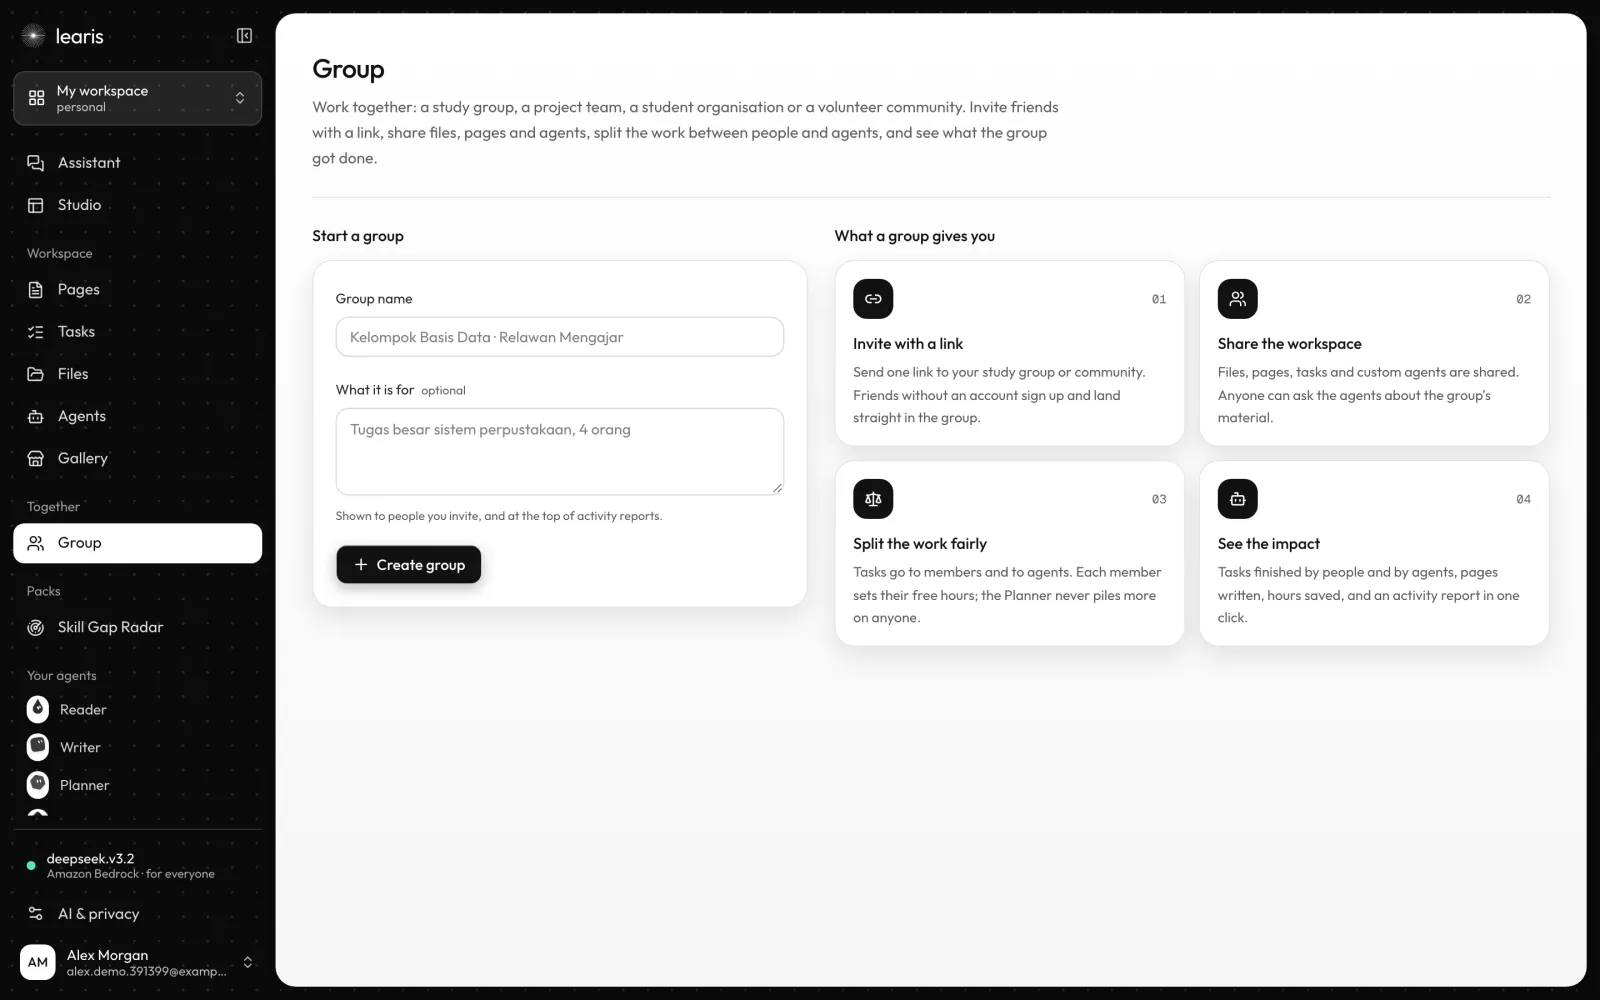 learis
My workspace
personal
Assistant
Studio
Workspace
Pages
Tasks
Files
Agents
Gallery
Together
Group
Packs
Skill Gap Radar
Your agents
Reader
Writer
Planner
deepseek.v3.2
Amazon Bedrock · for everyone
AI & privacy
AM
Alex Morgan
alex.demo.391399@examp...
Group
Work together: a study group, a project team, a student organisation or a volunteer community. Invite friends
with a link, share files, pages and agents, split the work between people and agents, and see what the group
got done.
Start a group
Group name
Kelompok Basis Data · Relawan Mengajar
What it is for optional
Tugas besar sistem perpustakaan, 4 orang
Shown to people you invite, and at the top of activity reports.
+ Create group
What a group gives you
01
Invite with a link
Send one link to your study group or community.
Friends without an account sign up and land
straight in the group.
02
Share the workspace
Files, pages, tasks and custom agents are shared.
Anyone can ask the agents about the group's
material.
03
Split the work fairly
Tasks go to members and to agents. Each member
sets their free hours; the Planner never piles more
on anyone.
04
See the impact
Tasks finished by people and by agents, pages
written, hours saved, and an activity report in one
click.